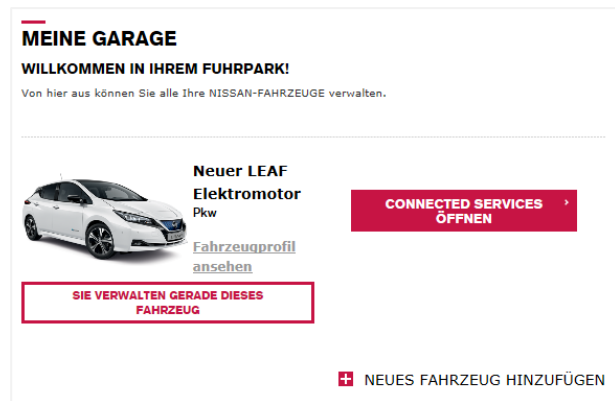 MEINE GARAGE
WILLKOMMEN IN IHREM FUHRPARK!
Von hier aus können Sie alle Ihre NISSAN-FAHRZEUGE verwalten.
Neuer LEAF
Elektromotor
Pkw
Fahrzeugprofil
ansehen
CONNECTED SERVICES
ÖFFNEN
SIE VERWALTEN GERADE DIESES
FAHRZEUG
NEUES FAHRZEUG HINZUFÜGEN